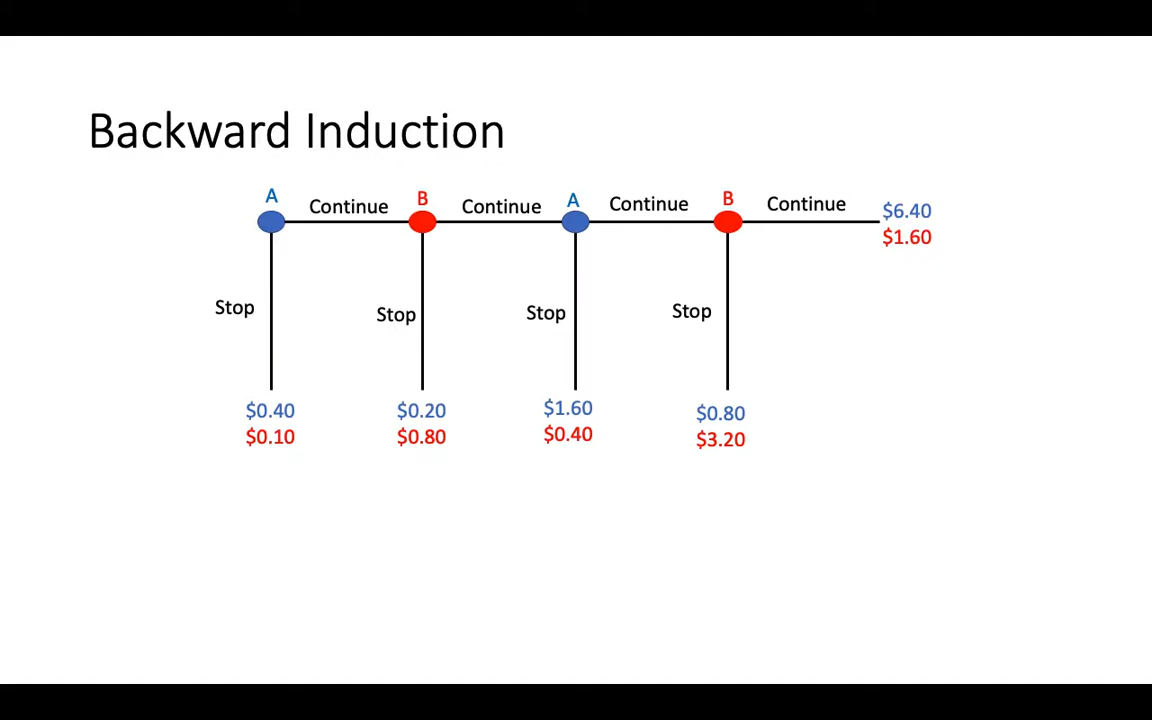 Backward Induction
A
Continue
B
Continue
A
Continue
B
Continue
$6.40
$1.60
Stop
Stop
Stop
Stop
$0.40
$0.10
$0.20
$0.80
$1.60
$0.40
$0.80
$3.20